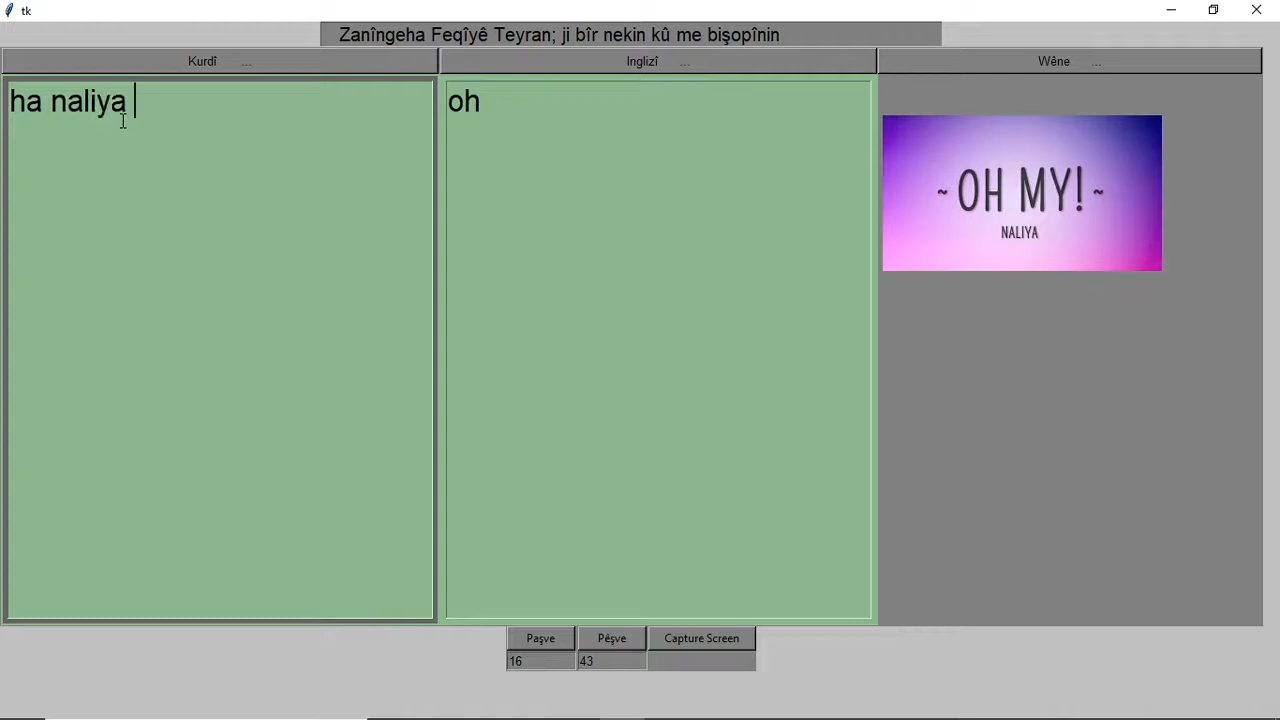 tk
Zanîngeha Feqîyê Teyran; ji bîr nekin kû me bişopînin
Kurdî ...
Inglizî ...
Wêne ...
ha naliya
oh
~ OH MY! ~
NALIYA
Paşve
Pêşve
Capture Screen
16
43